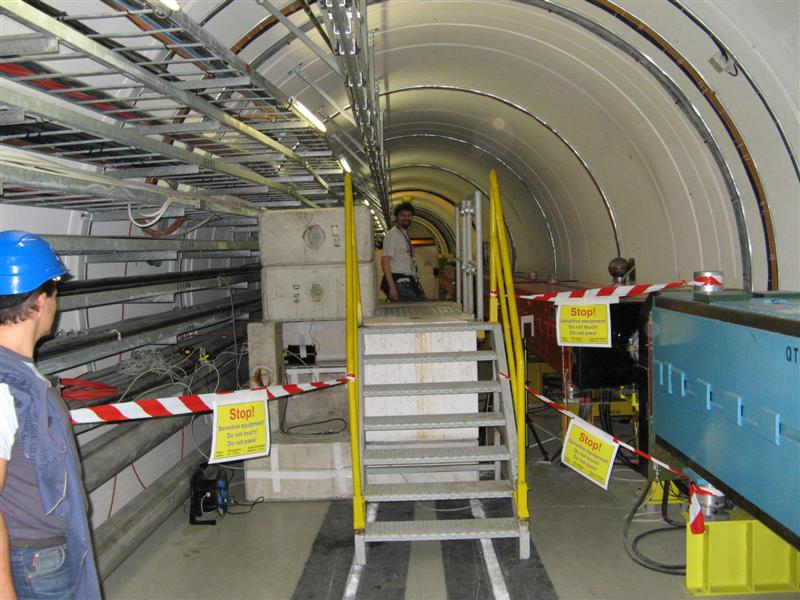 D 59
QT
Stop!
Sensitive equipment!
Do not touch!
Do not pass!
Stop!
Sensitive equipment!
Do not touch!
Do not pass!
Stop!
Sensitive equipment!
Do not touch!
Do not pass!